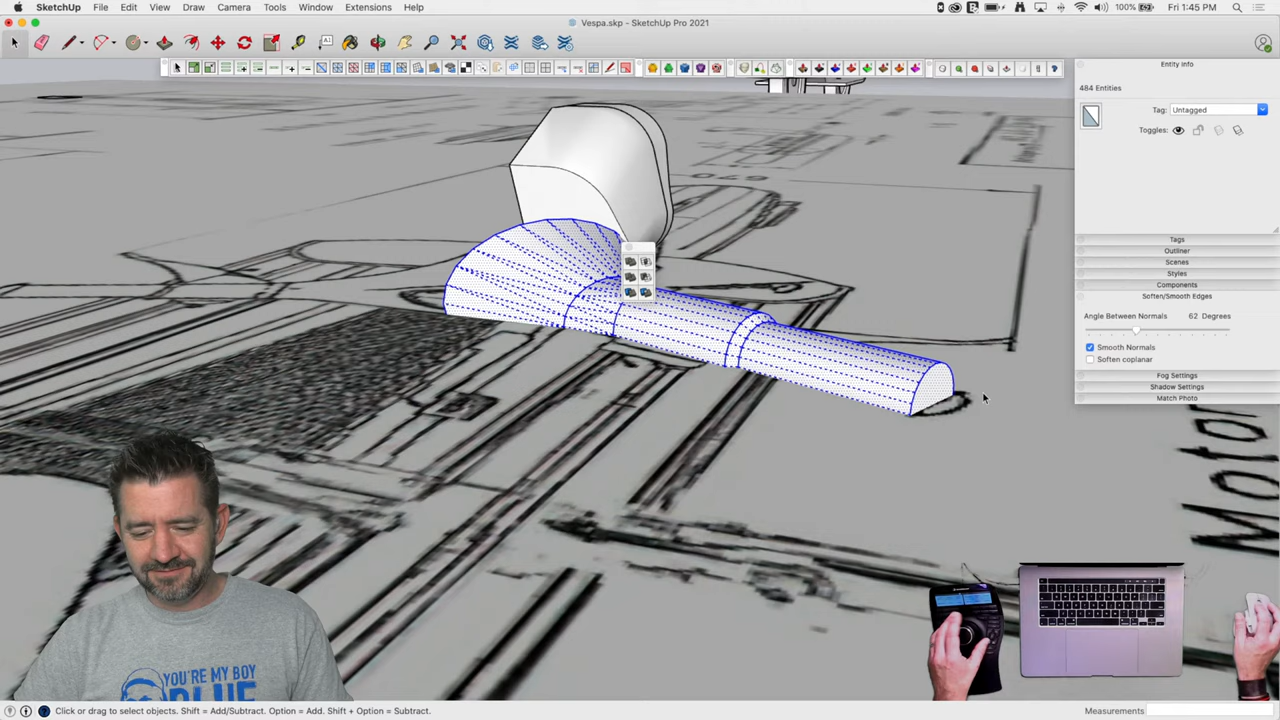 SketchUp File Edit View Draw Camera Tools Window Extensions Help
100% Fri 1:45 PM
Vespa.skp - SketchUp Pro 2021
Entity Info
484 Entities
Tag: Untagged
Toggles:
Tags
Outliner
Scenes
Styles
Components
Soften/Smooth Edges
Angle Between Normals 62 Degrees
Smooth Normals
Soften coplanar
Fog Settings
Shadow Settings
Match Photo
670
Motor
YOU'RE MY BOY
BLUE
Click or drag to select objects. Shift = Add/Subtract. Option = Add. Shift + Option = Subtract.
Measurements